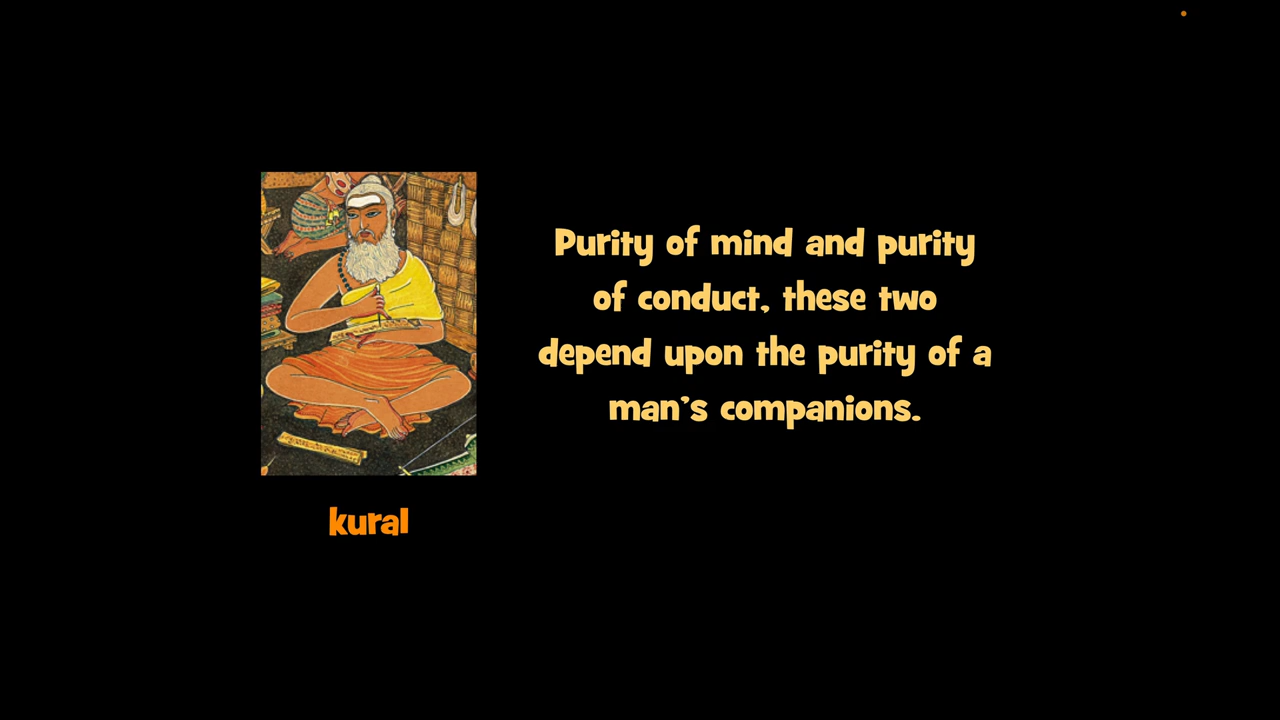 Purity of mind and purity
of conduct, these two
depend upon the purity of a
man's companions.
kural